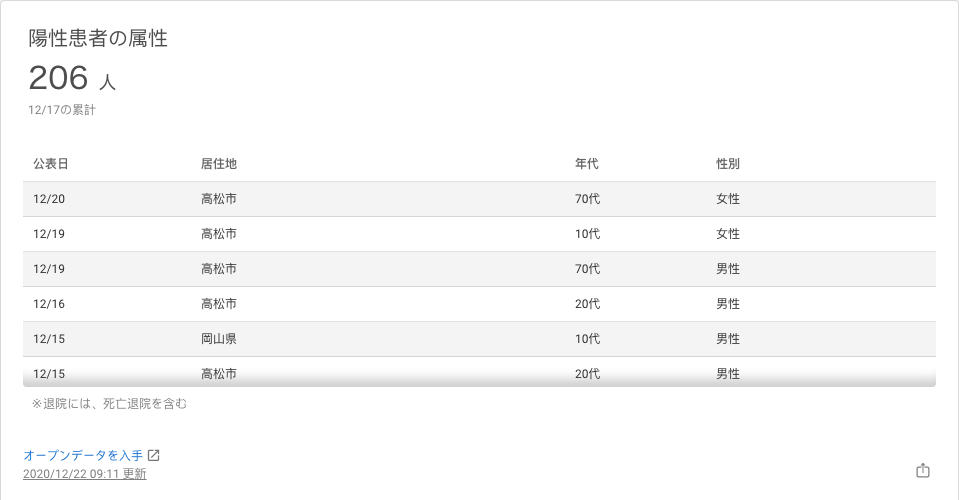 陽性患者の属性
206 人
12/17の累計
公表日 居住地 年代 性別
12/20 高松市 70代 女性
12/19 高松市 10代 女性
12/19 高松市 70代 男性
12/16 高松市 20代 男性
12/15 岡山県 10代 男性
12/15 高松市 20代 男性
※退院には、死亡退院を含む
オープンデータを入手
2020/12/22 09:11 更新